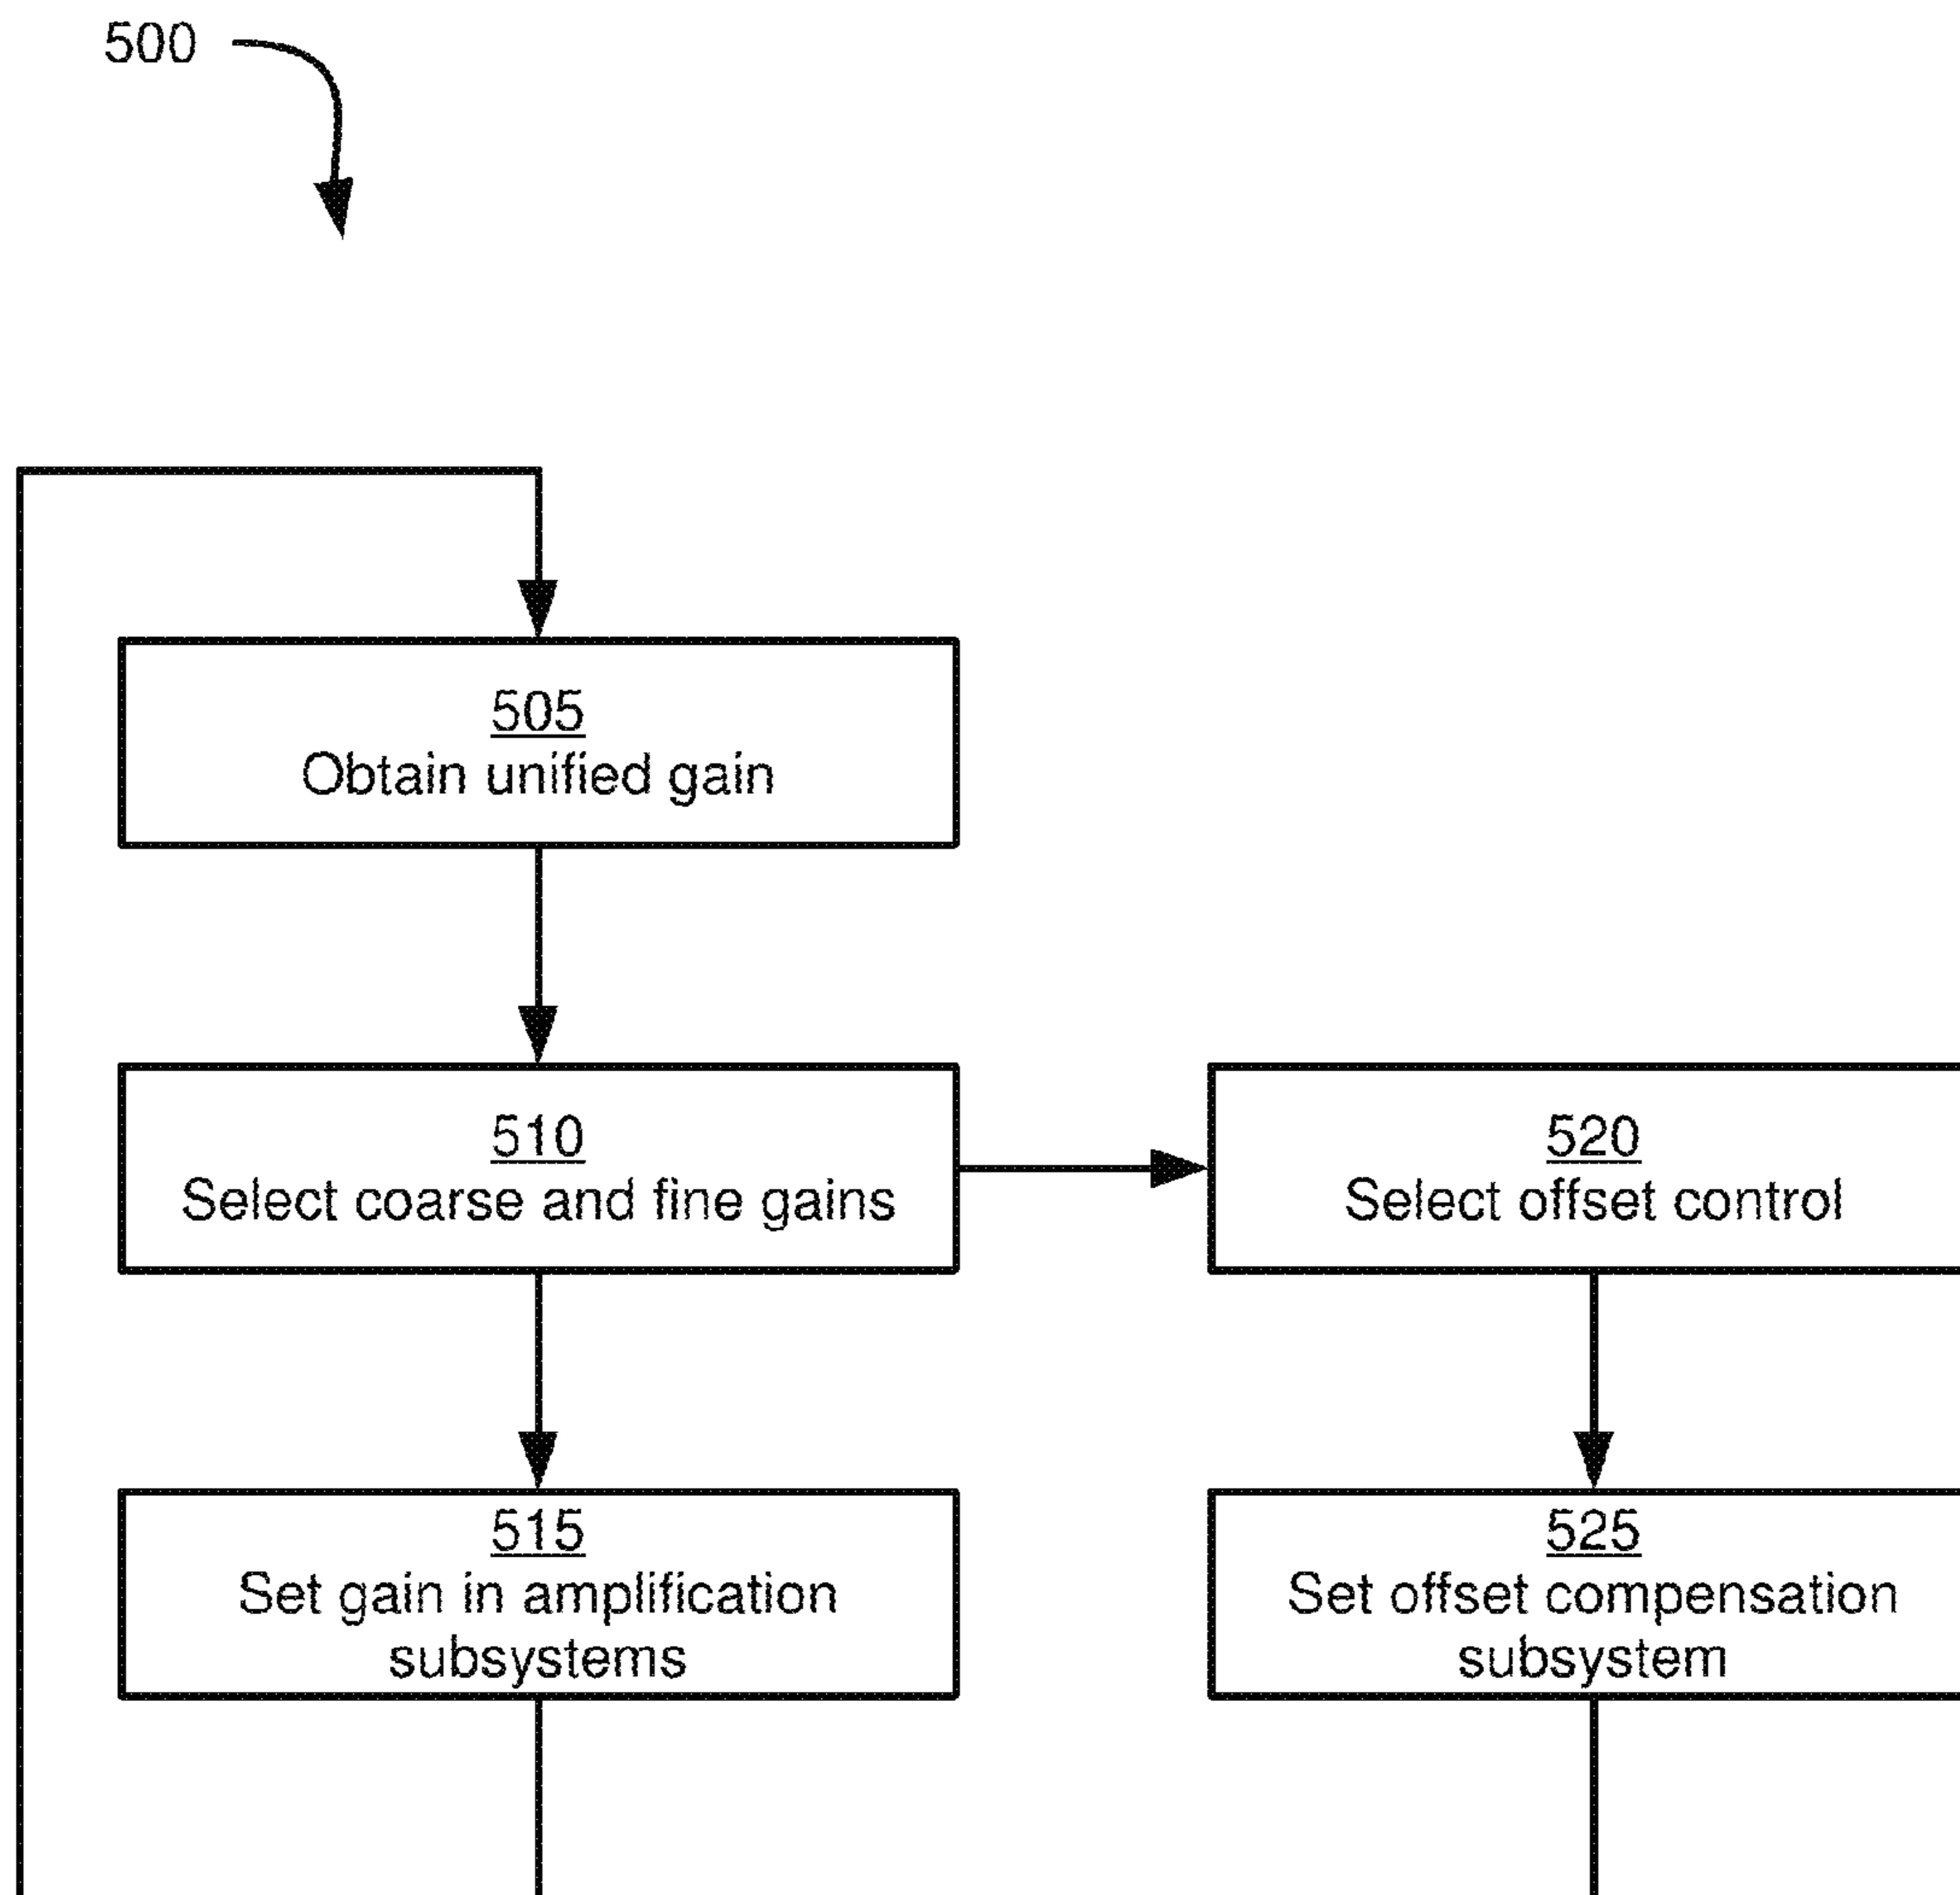 500
505
Obtain unified gain
510
Select coarse and fine gains
520
Select offset control
515
Set gain in amplification
subsystems
525
Set offset compensation
subsystem